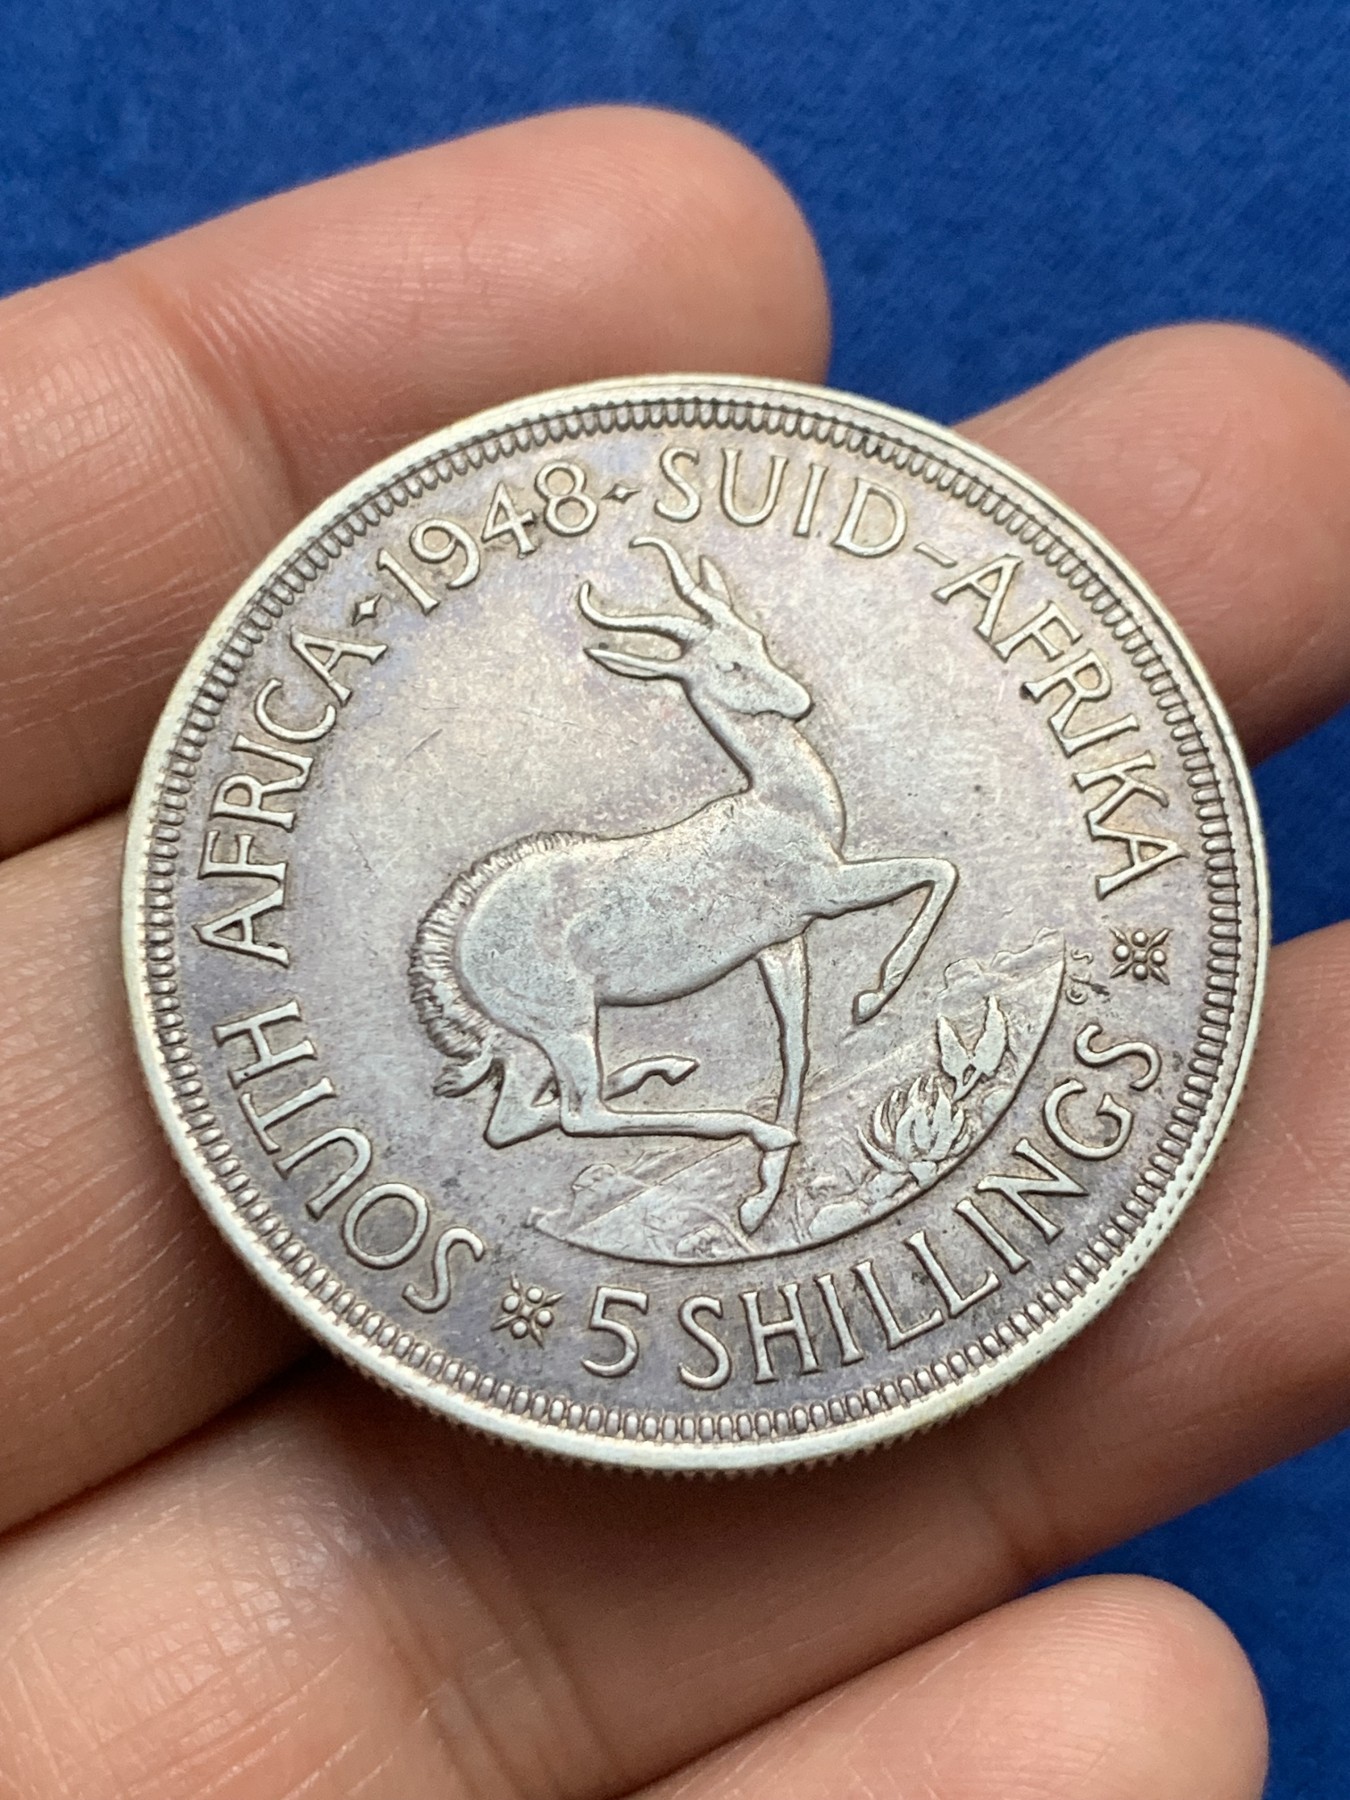 SOUTH AFRICA · 1948 · SUID-AFRIKA
5 SHILLINGS